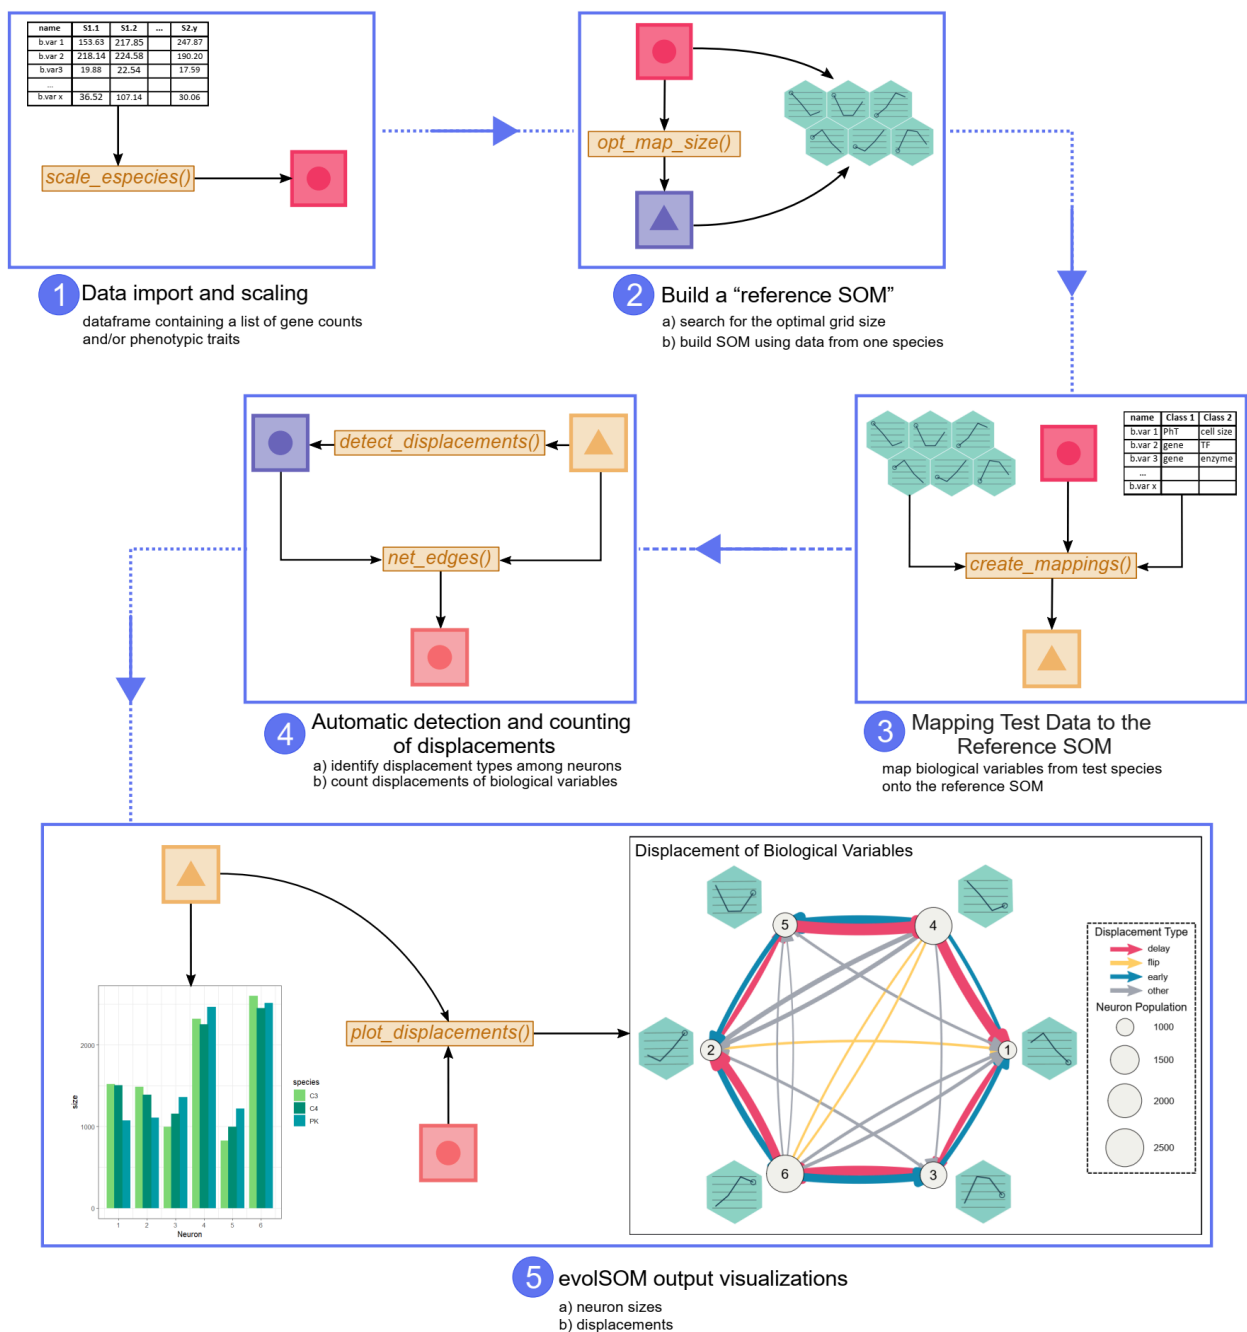 name S1.1 S1.2 ... S2.y
b.var 1 153.63 217.85 247.87
b.var 2 218.14 224.58 190.20
b.var3 19.88 22.54 17.59
...
b.var x 36.52 107.14 30.06
scale_especies()
1 Data import and scaling
dataframe containing a list of gene counts
and/or phenotypic traits
opt_map_size()
2 Build a “reference SOM”
a) search for the optimal grid size
b) build SOM using data from one species
name Class 1 Class 2
b.var 1 PhT cell size
b.var 2 gene TF
b.var 3 gene enzyme
...
b.var x
create_mappings()
3 Mapping Test Data to the
Reference SOM
map biological variables from test species
onto the reference SOM
detect_displacements()
net_edges()
4 Automatic detection and counting
of displacements
a) identify displacement types among neurons
b) count displacements of biological variables
plot_displacements()
size
2000
1000
0
1 2 3 4 5 6
Neuron
species
C3
C4
PK
Displacement of Biological Variables
5
4
2
1
6
3
Displacement Type
delay
flip
early
other
Neuron Population
1000
1500
2000
2500
5 evolSOM output visualizations
a) neuron sizes
b) displacements